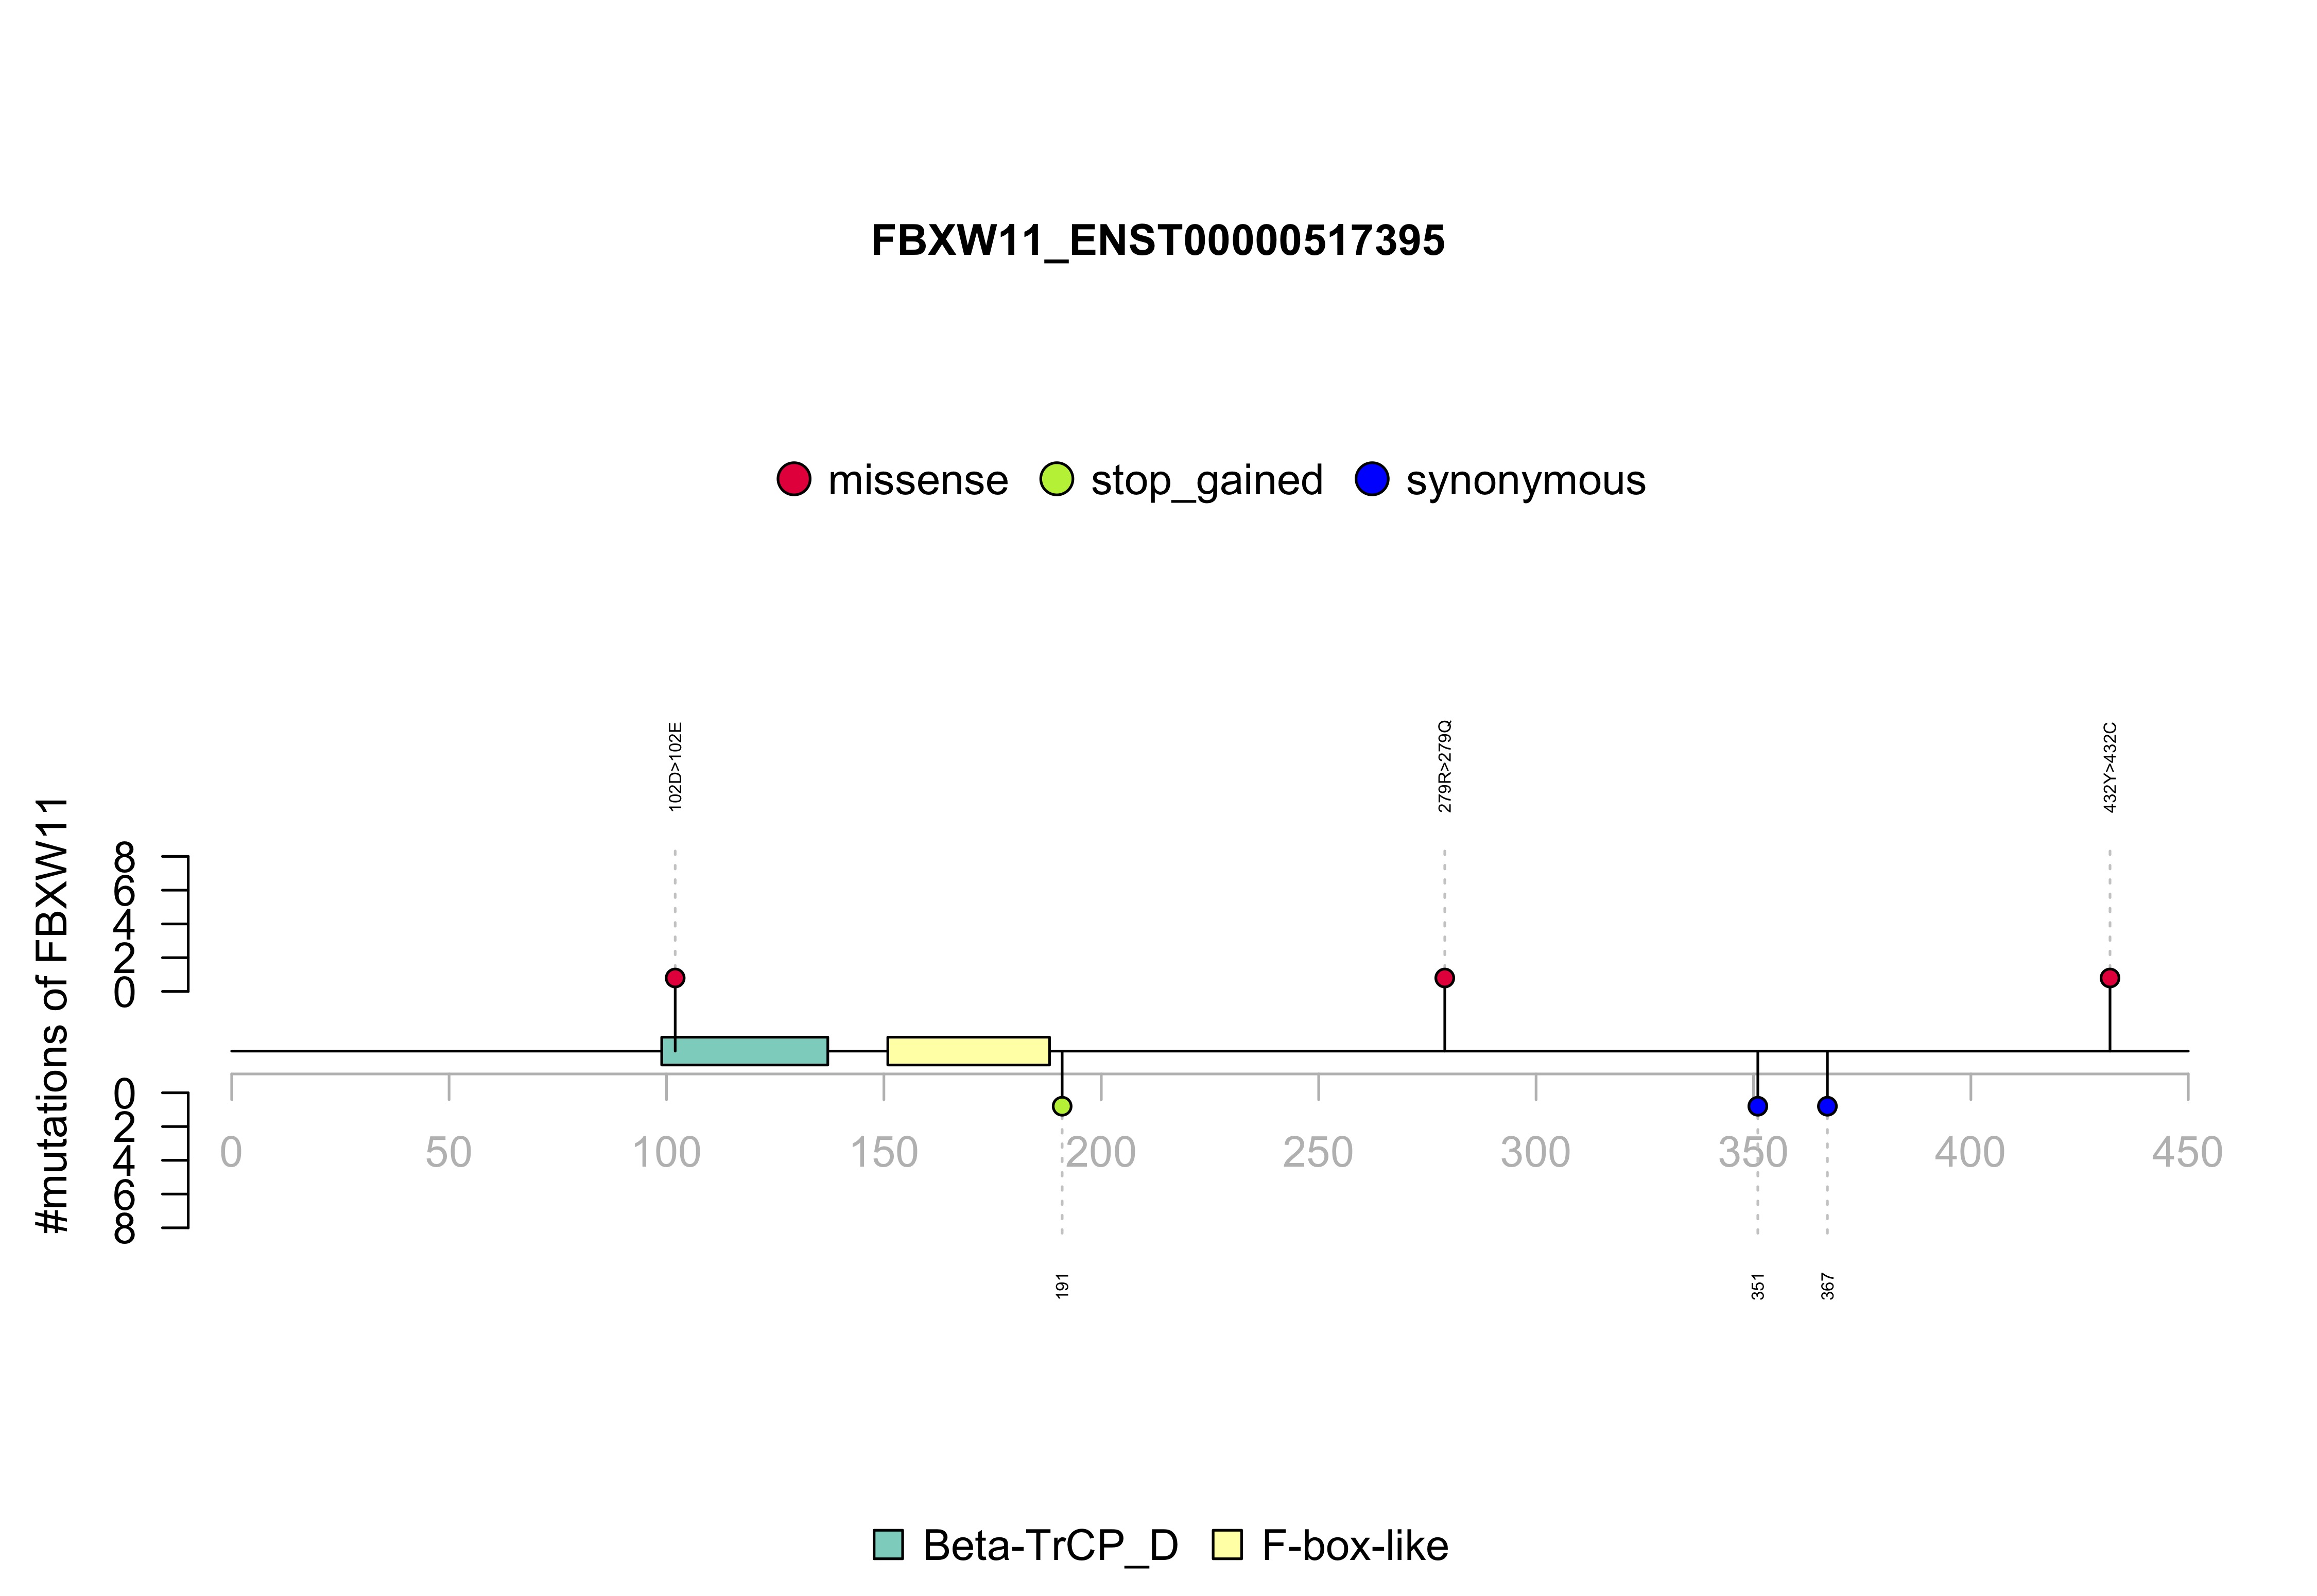 FBXW11_ENST00000517395
missense stop_gained synonymous
102D>102E 279R>279Q 432Y>432C
#mutations of FBXW11
8
6
4
2
0
0
2
4
6
8
0 50 100 150 200 250 300 350 400 450
191 351 367
Beta-TrCP_D F-box-like